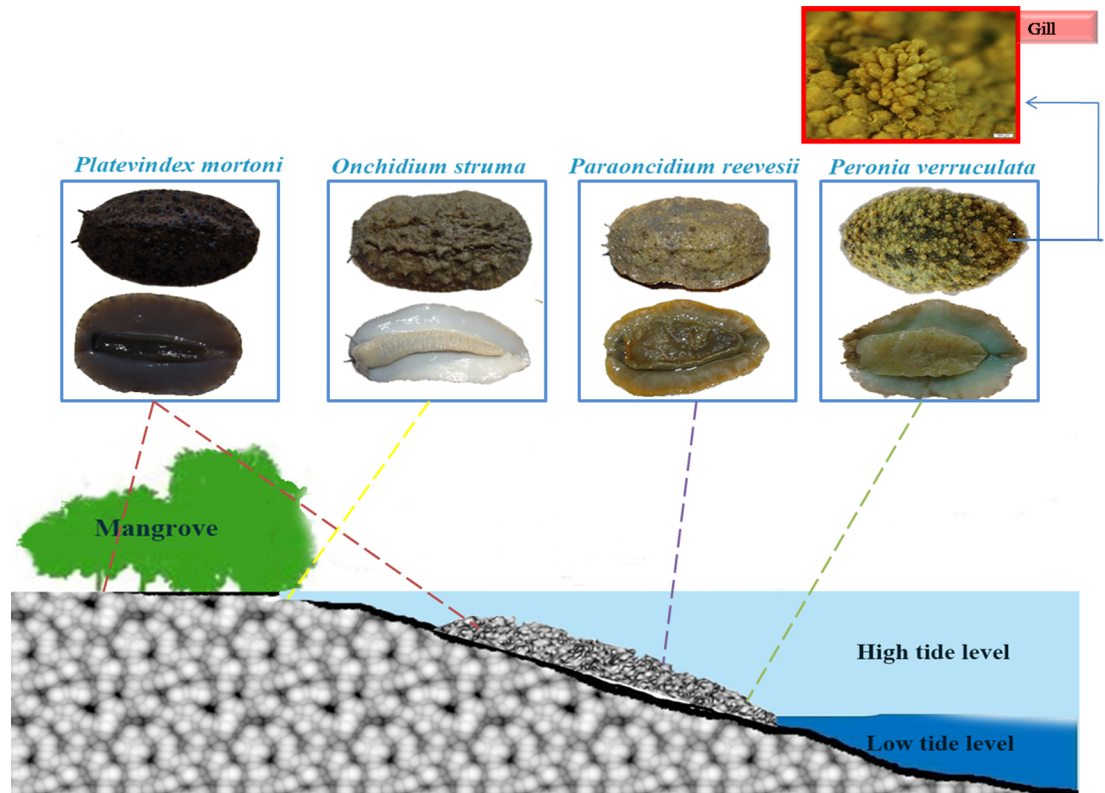 Gill
Platevindex mortoni
Onchidium struma
Paraoncidium reevesii
Peronia verruculata
Mangrove
High tide level
Low tide level